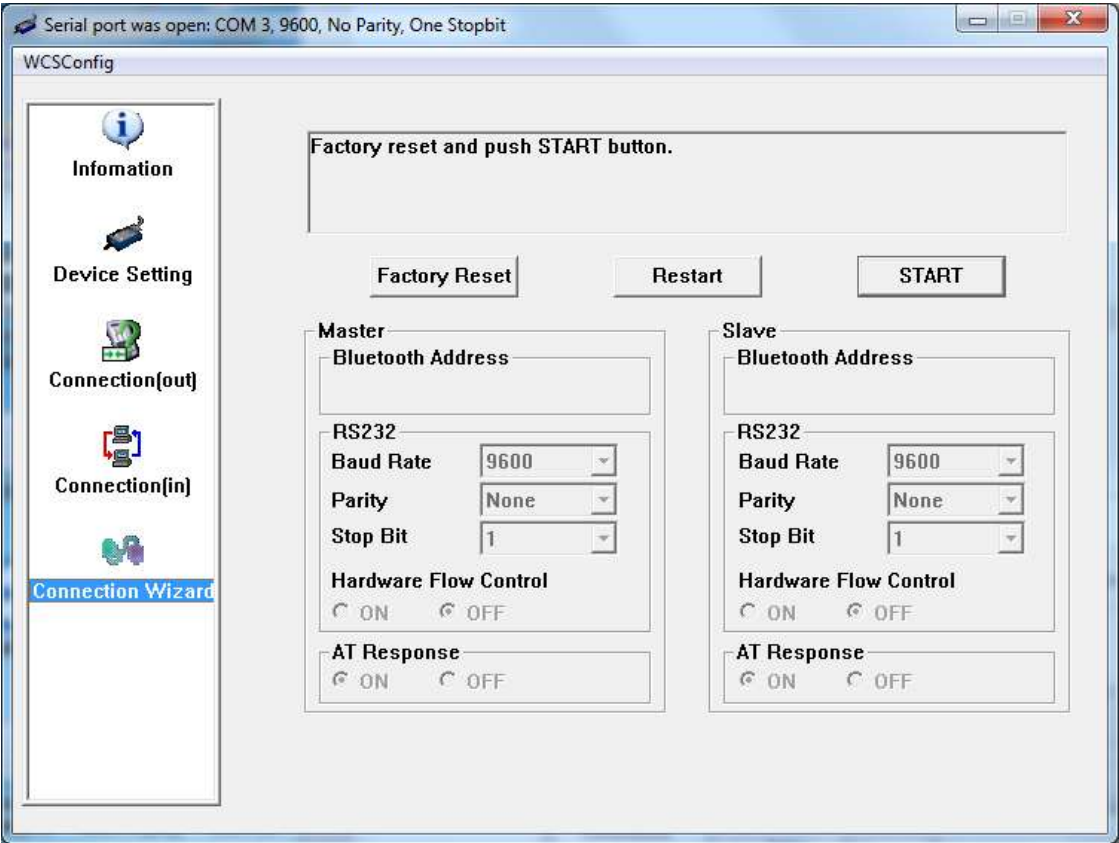 Serial port was open: COM 3, 9600, No Parity, One Stopbit
WCSConfig
Infomation
Device Setting
Connection(out)
Connection(in)
Connection Wizard
Factory reset and push START button.
Factory Reset
Restart
START
Master
Bluetooth Address
RS232
Baud Rate 9600
Parity None
Stop Bit 1
Hardware Flow Control
ON OFF
AT Response
ON OFF
Slave
Bluetooth Address
RS232
Baud Rate 9600
Parity None
Stop Bit 1
Hardware Flow Control
ON OFF
AT Response
ON OFF